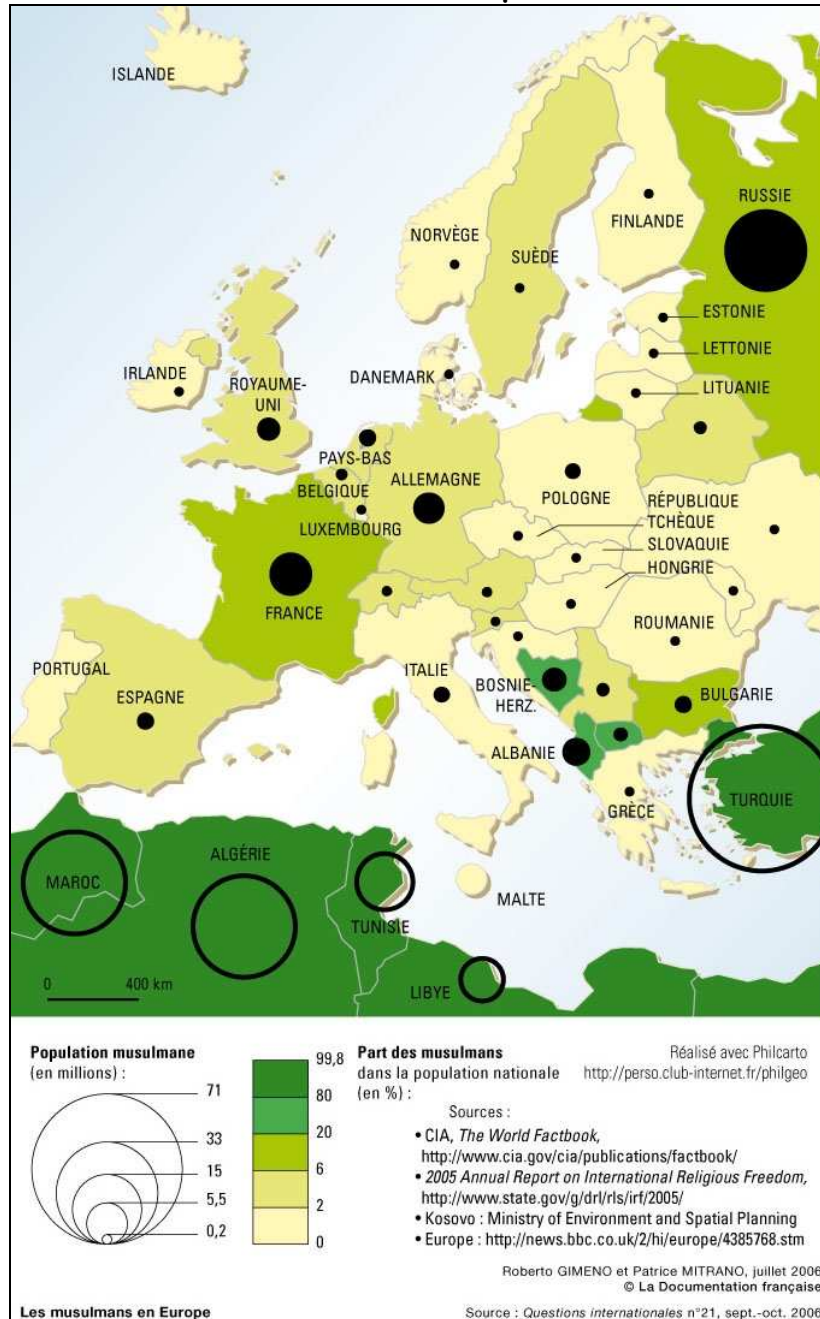 ISLANDE
RUSSIE
FINLANDE
NORVÈGE
SUÈDE
ESTONIE
LETTONIE
LITUANIE
IRLANDE
ROYAUME-
UNI
DANEMARK
PAYS-BAS
BELGIQUE
LUXEMBOURG
ALLEMAGNE
POLOGNE
RÉPUBLIQUE
TCHÈQUE
SLOVAQUIE
HONGRIE
FRANCE
ROUMANIE
PORTUGAL
ESPAGNE
ITALIE
BOSNIE-
HERZ.
BULGARIE
ALBANIE
GRÈCE
TURQUIE
MAROC
ALGÉRIE
TUNISIE
MALTE
LIBYE
0 400 km
Population musulmane
(en millions) :
71
33
15
5,5
0,2
99,8
80
20
6
2
0
Part des musulmans
dans la population nationale
(en %) :
Réalisé avec Philcarto
http://perso.club-internet.fr/philgeo
Sources :
• CIA, The World Factbook,
http://www.cia.gov/cia/publications/factbook/
• 2005 Annual Report on International Religious Freedom,
http://www.state.gov/g/drl/rls/irf/2005/
• Kosovo : Ministry of Environment and Spatial Planning
• Europe : http://news.bbc.co.uk/2/hi/europe/4385768.stm
Roberto GIMENO et Patrice MITRANO, juillet 2006
© La Documentation française
Les musulmans en Europe
Source : Questions internationales n°21, sept.-oct. 2006